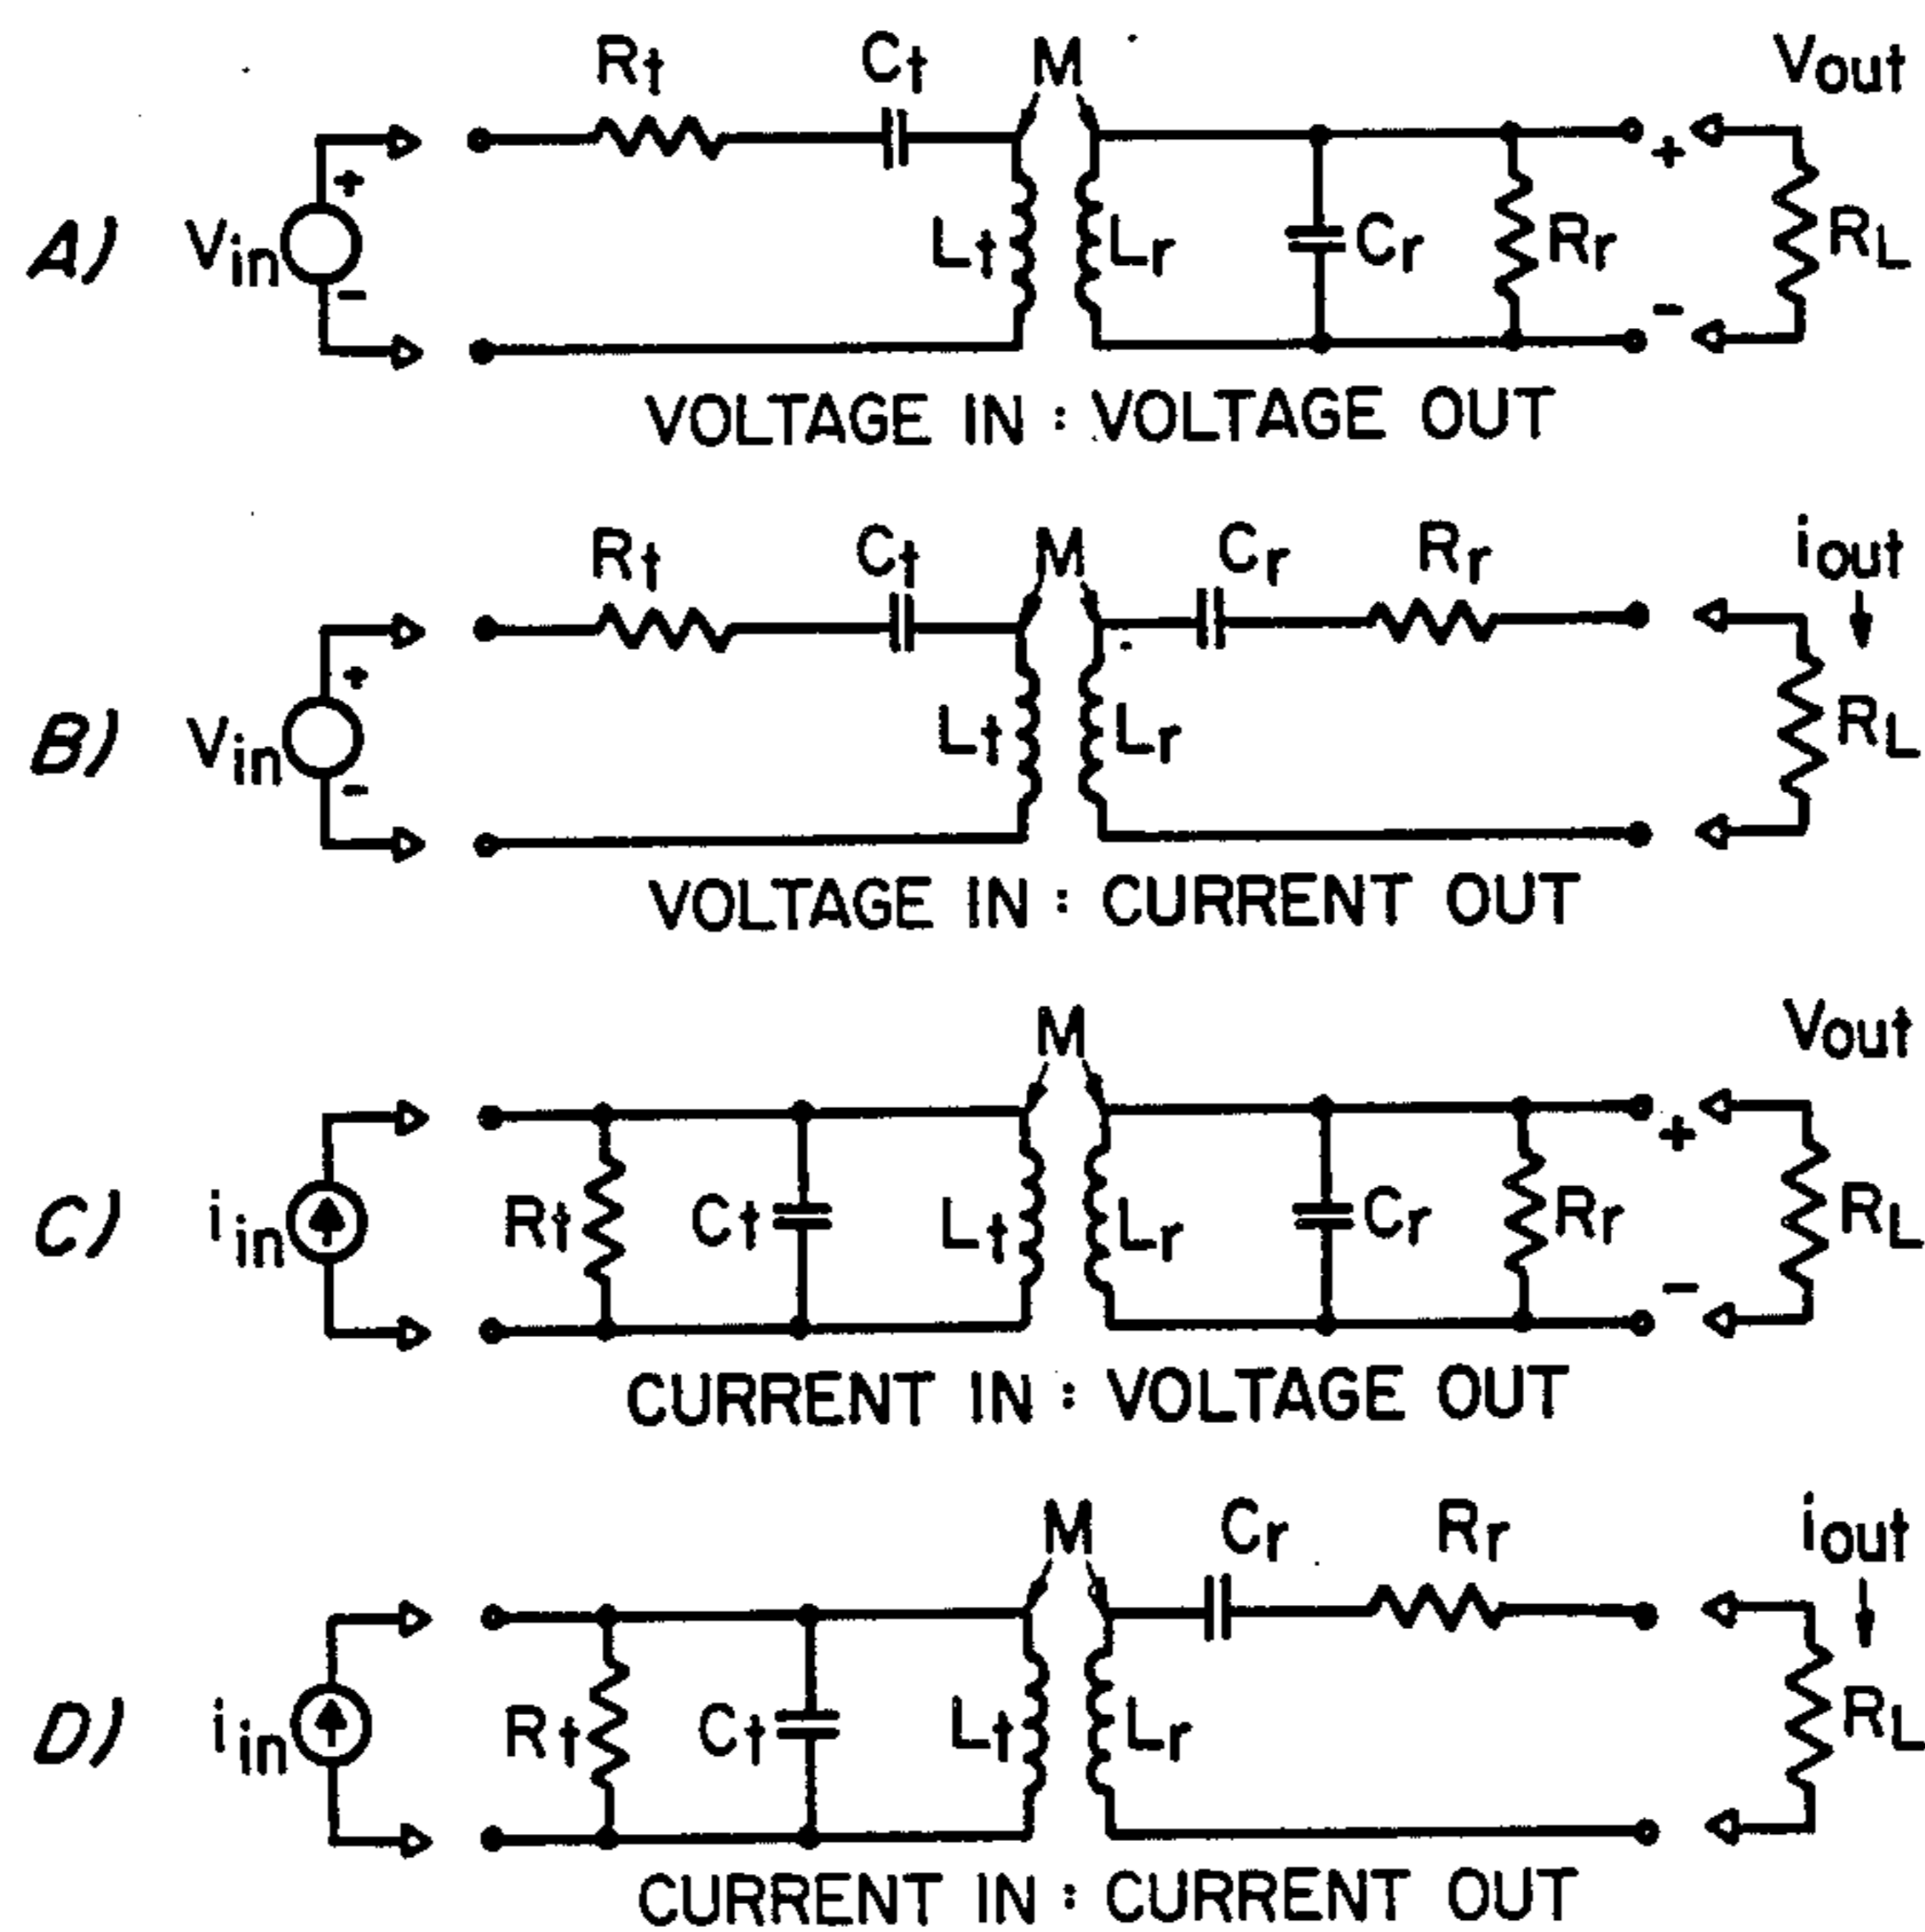 Rt Ct M Vout
A) Vin + - Lt Lr Cr Rr + - RL
VOLTAGE IN : VOLTAGE OUT
Rt Ct M Cr Rr iout
B) Vin + - Lt Lr RL
VOLTAGE IN : CURRENT OUT
M Vout
C) iin Rt Ct Lt Lr Cr Rr + - RL
CURRENT IN : VOLTAGE OUT
M Cr Rr iout
D) iin Rt Ct Lt Lr RL
CURRENT IN : CURRENT OUT